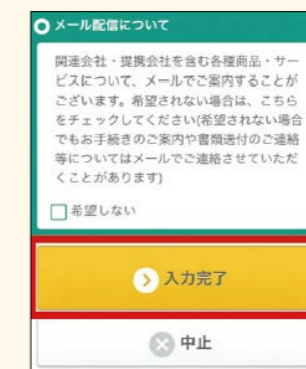 メール配信について
関連会社・提携会社を含む各種商品・サー
ビスについて、メールでご案内することが
ございます。希望されない場合は、こちら
をチェックしてください(希望されない場合
でもお手続きのご案内や書類送付のご連絡
等についてはメールでご連絡させていただ
くことがあります)
希望しない
入力完了
中止